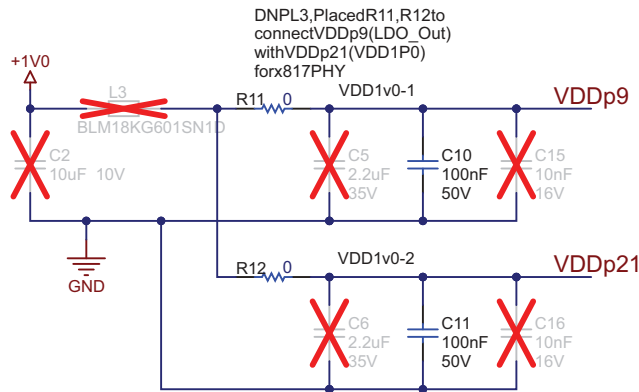 DNPL3,PlacedR11,R12to
connectVDDp9(LDO_Out)
withVDDp21(VDD1P0)
forx817PHY
+1V0
L3
BLM18KG601SN1D
R11 0
VDD1v0-1
VDDp9
C2
10uF 10V
C5
2.2uF
35V
C10
100nF
50V
C15
10nF
16V
GND
R12 0
VDD1v0-2
VDDp21
C6
2.2uF
35V
C11
100nF
50V
C16
10nF
16V